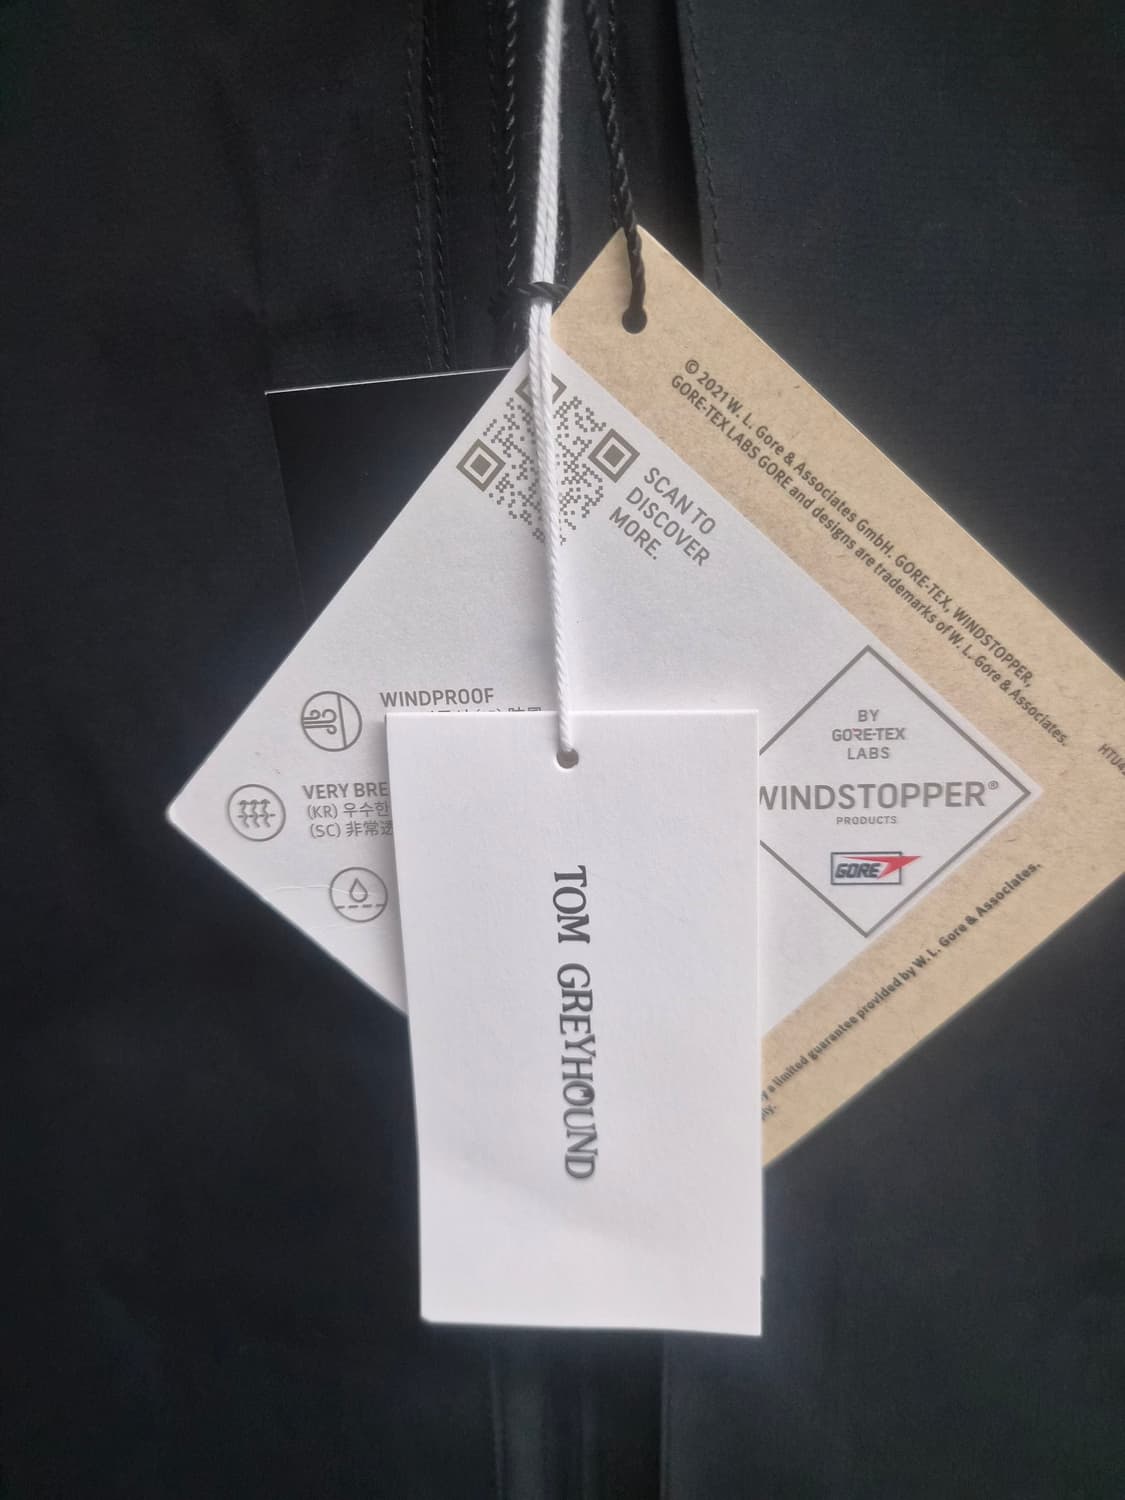 © 2021 W. L. Gore & Associates GmbH. GORE-TEX, WINDSTOPPER,
GORE-TEX LABS GORE and designs are trademarks of W. L. Gore & Associates.
SCAN TO
DISCOVER
MORE.
WINDPROOF
VERY
(KR) 우수한
(SC) 非常透
BY
GORE-TEX
LABS
WINDSTOPPER®
PRODUCTS
GORE
a limited guarantee provided by W. L. Gore & Associates.
TOM GREYHOUND